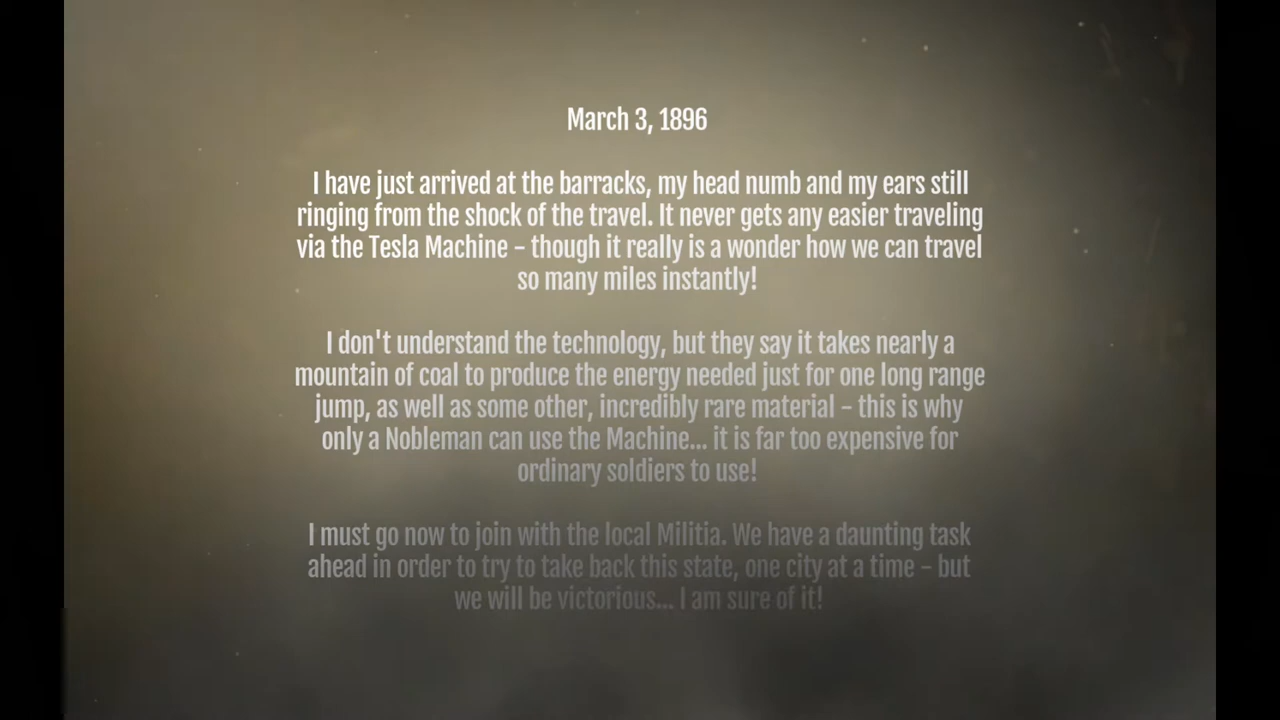 March 3, 1896
I have just arrived at the barracks, my head numb and my ears still
ringing from the shock of the travel. It never gets any easier traveling
via the Tesla Machine - though it really is a wonder how we can travel
so many miles instantly!
I don't understand the technology, but they say it takes nearly a
mountain of coal to produce the energy needed just for one long range
jump, as well as some other, incredibly rare material - this is why
only a Nobleman can use the Machine... it is far too expensive for
ordinary soldiers to use!
I must go now to join with the local Militia. We have a daunting task
ahead in order to try to take back this state, one city at a time - but
we will be victorious... I am sure of it!